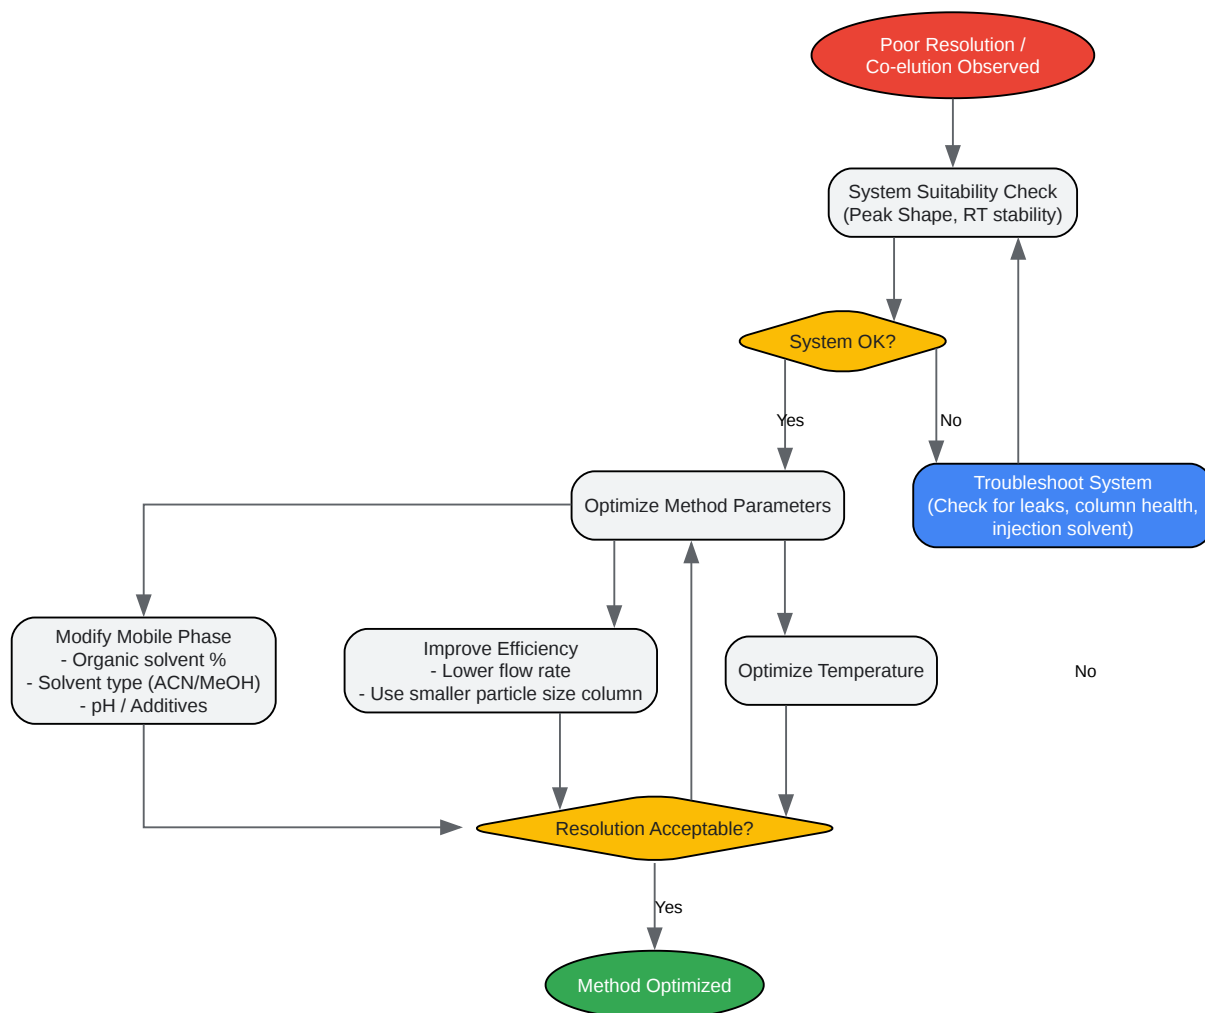 Poor Resolution /
Co-elution Observed
System Suitability Check
(Peak Shape, RT stability)
System OK?
Yes
No
Optimize Method Parameters
Troubleshoot System
(Check for leaks, column health,
injection solvent)
Modify Mobile Phase
- Organic solvent %
- Solvent type (ACN/MeOH)
- pH / Additives
Improve Efficiency
- Lower flow rate
- Use smaller particle size column
Optimize Temperature
No
Resolution Acceptable?
Yes
Method Optimized